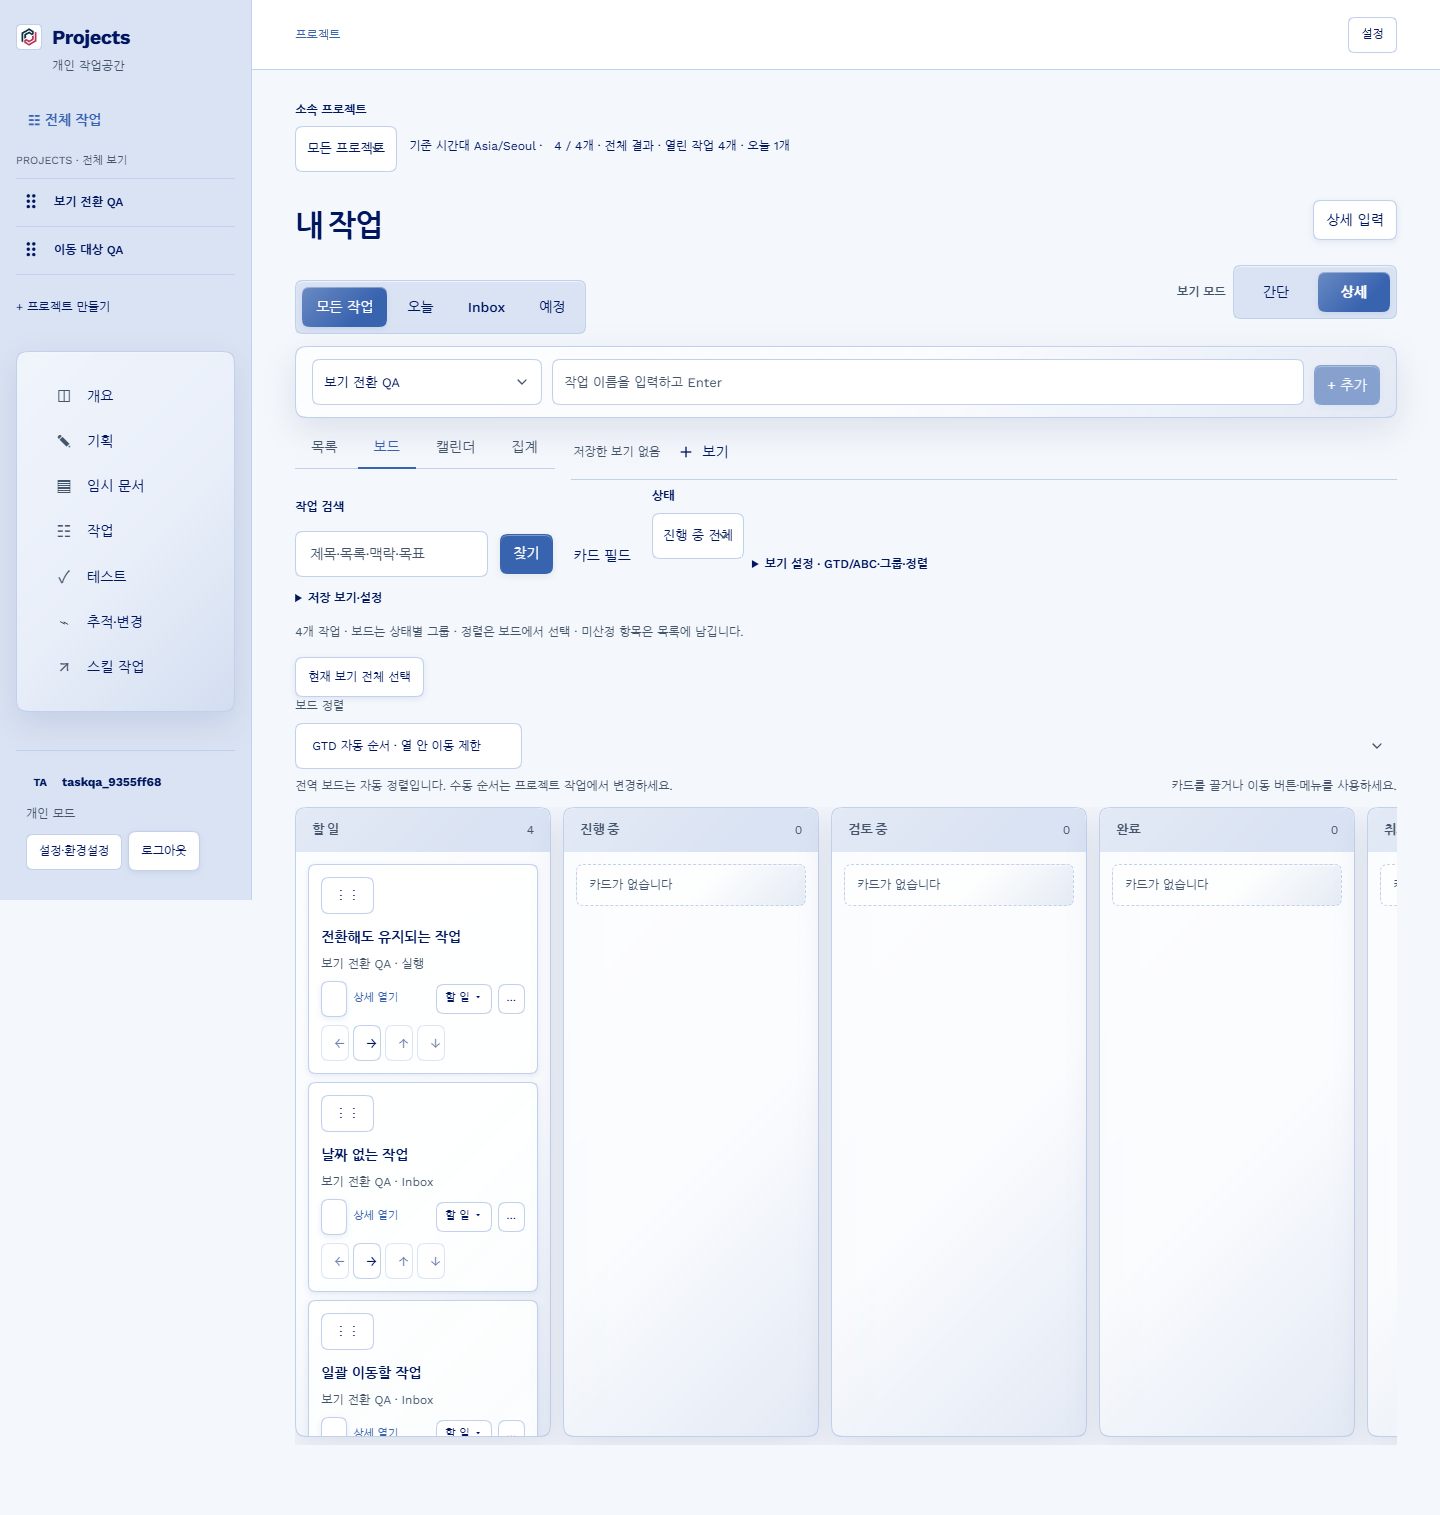 Projects
개인 작업공간
전체 작업
PROJECTS · 전체 보기
보기 전환 QA
이동 대상 QA
+ 프로젝트 만들기
개요
기획
임시 문서
작업
테스트
추적·변경
스킬 작업
TA taskqa_9355ff68
개인 모드
설정·환경설정 로그아웃
프로젝트 설정
소속 프로젝트
모든 프로젝트 기준 시간대 Asia/Seoul · 4 / 4개 · 전체 결과 · 열린 작업 4개 · 오늘 1개
내 작업 상세 입력
모든 작업 오늘 Inbox 예정 보기 모드 간단 상세
보기 전환 QA 작업 이름을 입력하고 Enter + 추가
목록 보드 캘린더 집계 저장한 보기 없음 + 보기
작업 검색 상태
제목·목록·맥락·목표 찾기 카드 필드 진행 중 전체 ▶ 보기 설정 · GTD/ABC·그룹·정렬
▶ 저장 보기·설정
4개 작업 · 보드는 상태별 그룹 · 정렬은 보드에서 선택 · 미산정 항목은 목록에 남깁니다.
현재 보기 전체 선택
보드 정렬
GTD 자동 순서 · 열 안 이동 제한
전역 보드는 자동 정렬입니다. 수동 순서는 프로젝트 작업에서 변경하세요. 카드를 끌거나 이동 버튼·메뉴를 사용하세요.
할 일 4 진행 중 0 검토 중 0 완료 0
카드가 없습니다 카드가 없습니다 카드가 없습니다
전환해도 유지되는 작업
보기 전환 QA · 실행
상세 열기 할 일 ...
← → ↑ ↓
날짜 없는 작업
보기 전환 QA · Inbox
상세 열기 할 일 ...
← → ↑ ↓
일괄 이동할 작업
보기 전환 QA · Inbox
상세 열기 할 일